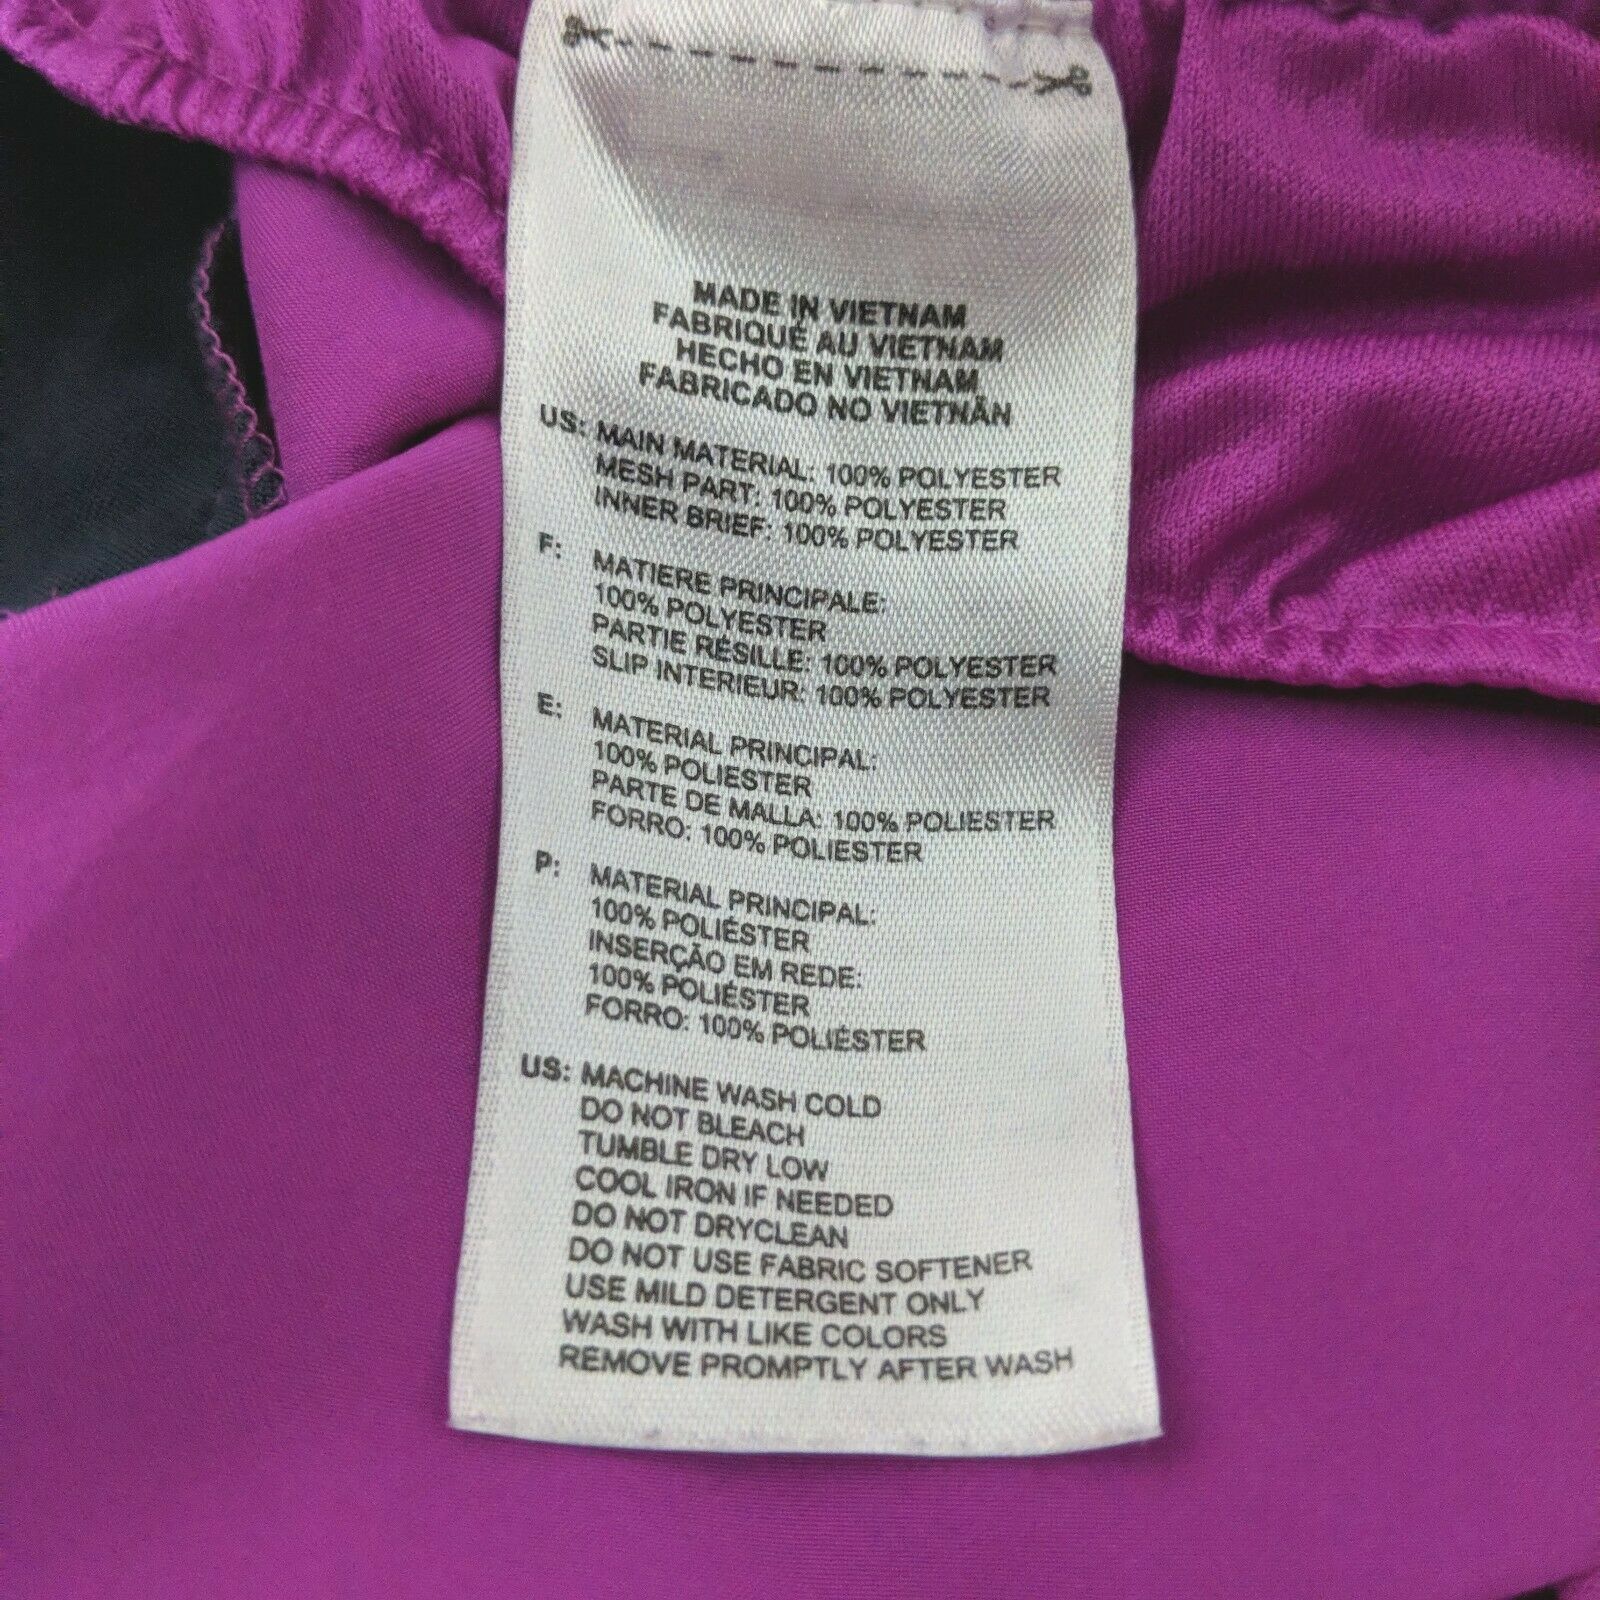 MADE IN VIETNAM
FABRIQUÉ AU VIETNAM
HECHO EN VIETNAM
FABRICADO NO VIETNÃN
US: MAIN MATERIAL: 100% POLYESTER
MESH PART: 100% POLYESTER
INNER BRIEF: 100% POLYESTER
F: MATIERE PRINCIPALE:
100% POLYESTER
PARTIE RÉSILLE: 100% POLYESTER
SLIP INTERIEUR: 100% POLYESTER
E: MATERIAL PRINCIPAL:
100% POLIESTER
PARTE DE MALLA: 100% POLIESTER
FORRO: 100% POLIESTER
P: MATERIAL PRINCIPAL:
100% POLIÉSTER
INSERÇÃO EM REDE:
100% POLIÉSTER
FORRO: 100% POLIÉSTER
US: MACHINE WASH COLD
DO NOT BLEACH
TUMBLE DRY LOW
COOL IRON IF NEEDED
DO NOT DRYCLEAN
DO NOT USE FABRIC SOFTENER
USE MILD DETERGENT ONLY
WASH WITH LIKE COLORS
REMOVE PROMPTLY AFTER WASH